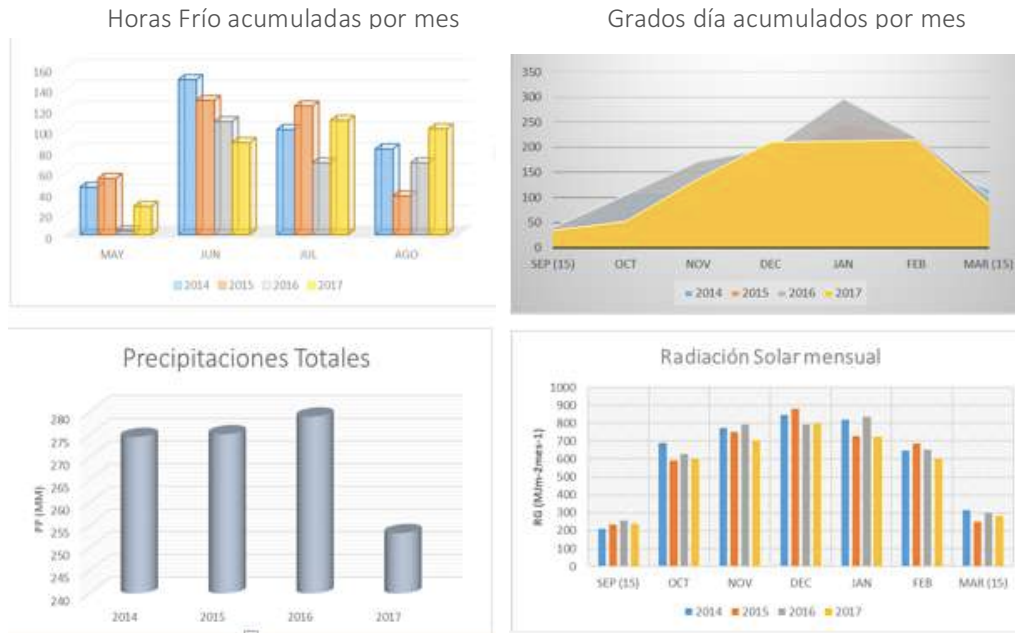 Horas Frío acumuladas por mes
160
140
120
100
80
60
40
20
0
MAY JUN JUL AGO
2014 2015 2016 2017
Grados día acumulados por mes
350
300
250
200
150
100
50
0
SEP (15) OCT NOV DEC JAN FEB MAR (15)
2014 2015 2016 2017
Precipitaciones Totales
PP (MM)
280
275
270
265
260
255
250
245
240
2014 2015 2016 2017
Radiación Solar mensual
RG (MJm-2mes-1)
1000
900
800
700
600
500
400
300
200
100
0
SEP (15) OCT NOV DEC JAN FEB MAR (15)
2014 2015 2016 2017